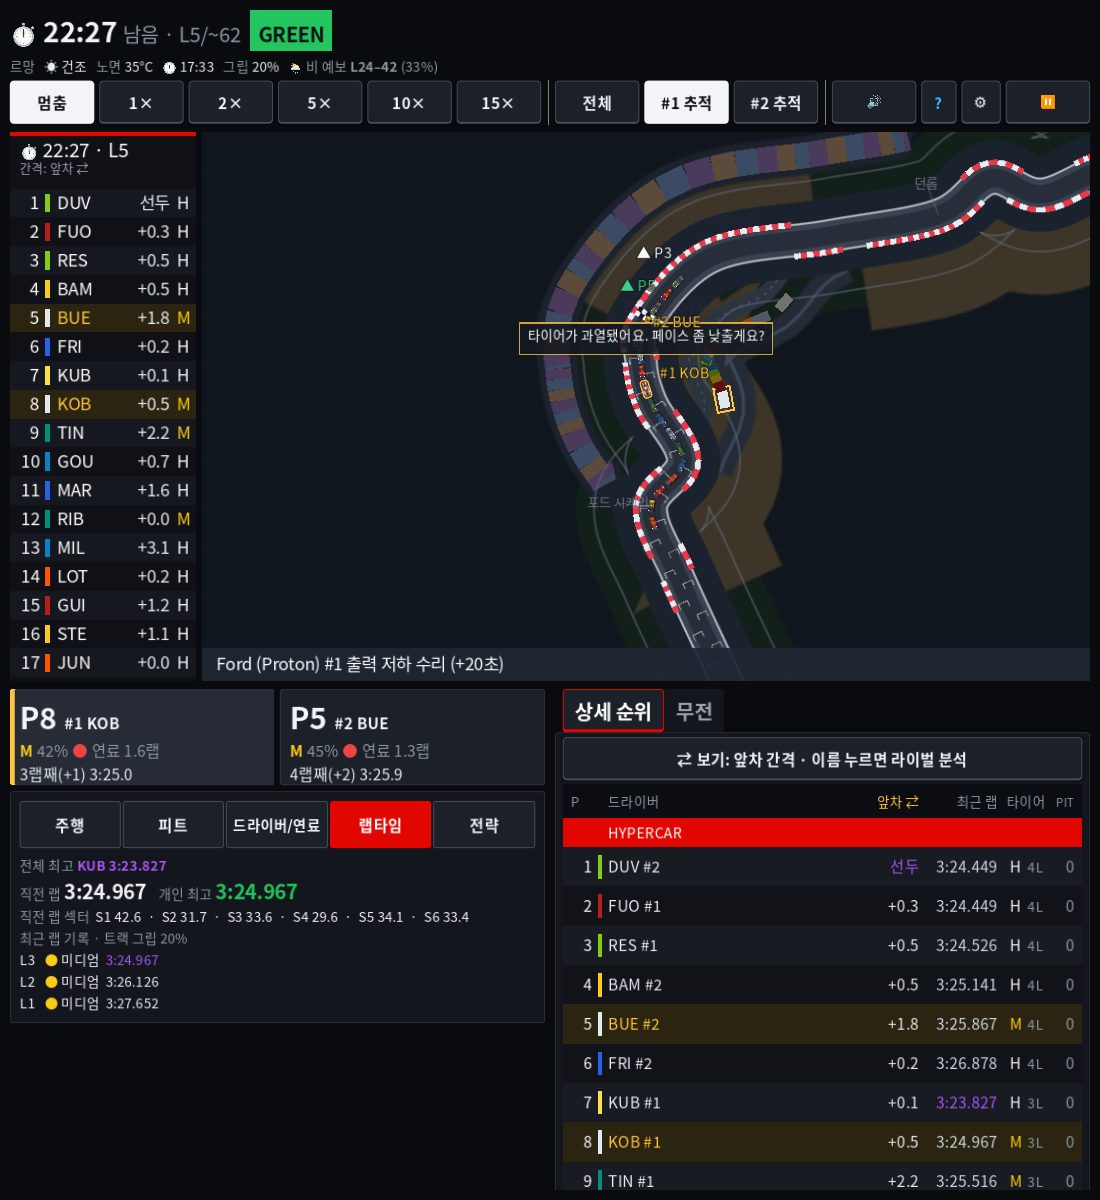 22:27 남음 · L5/~62 GREEN
르망 건조 노면 35°C 17:33 그립 20% 비 예보 L24–42 (33%)
멈춤 1× 2× 5× 10× 15× 전체 #1 추적 #2 추적 ?
22:27 · L5
간격: 앞차 ⇄
1 DUV 선두 H
2 FUO +0.3 H
3 RES +0.5 H
4 BAM +0.5 H
5 BUE +1.8 M
6 FRI +0.2 H
7 KUB +0.1 H
8 KOB +0.5 M
9 TIN +2.2 M
10 GOU +0.7 H
11 MAR +1.6 H
12 RIB +0.0 M
13 MIL +3.1 H
14 LOT +0.2 H
15 GUI +1.2 H
16 STE +1.1 H
17 JUN +0.0 H
던롭
▲ P3
#2 BUE
타이어가 과열됐어요. 페이스 좀 낮출게요?
#1 KOB
포드
Ford (Proton) #1 출력 저하 수리 (+20초)
P8 #1 KOB
M 42% 연료 1.6랩
3랩째(+1) 3:25.0
P5 #2 BUE
M 45% 연료 1.3랩
4랩째(+2) 3:25.9
주행 피트 드라이버/연료 랩타임 전략
전체 최고 KUB 3:23.827
직전 랩 3:24.967 개인 최고 3:24.967
직전 랩 섹터 S1 42.6 · S2 31.7 · S3 33.6 · S4 29.6 · S5 34.1 · S6 33.4
최근 랩 기록 · 트랙 그립 20%
L3 미디엄 3:24.967
L2 미디엄 3:26.126
L1 미디엄 3:27.652
상세 순위 무전
⇄ 보기: 앞차 간격 · 이름 누르면 라이벌 분석
P 드라이버 앞차 ⇄ 최근 랩 타이어 PIT
HYPERCAR
1 DUV #2 선두 3:24.449 H 4L 0
2 FUO #1 +0.3 3:24.449 H 4L 0
3 RES #1 +0.5 3:24.526 H 4L 0
4 BAM #2 +0.5 3:25.141 H 4L 0
5 BUE #2 +1.8 3:25.867 M 4L 0
6 FRI #2 +0.2 3:26.878 H 4L 0
7 KUB #1 +0.1 3:23.827 H 3L 0
8 KOB #1 +0.5 3:24.967 M 3L 0
9 TIN #1 +2.2 3:25.516 M 3L 0